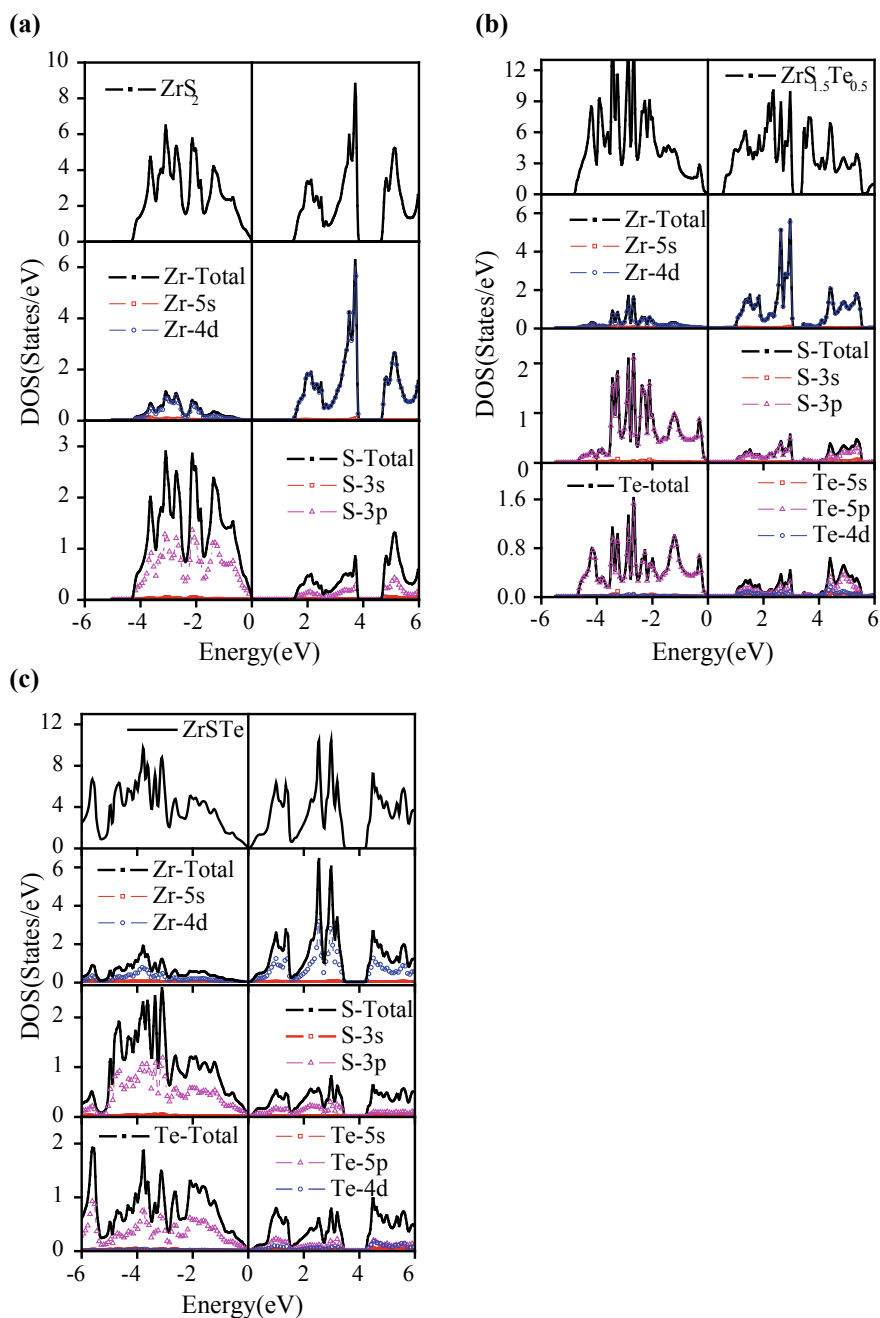 (a)
10
8
6
4
2
0
ZrS2
DOS(States/eV)
6
4
2
0
Zr-Total
Zr-5s
Zr-4d
3
2
1
0
S-Total
S-3s
S-3p
-6 -4 -2 0 2 4 6
Energy(eV)
(b)
12
9
6
3
0
ZrS1.5Te0.5
DOS(States/eV)
6
4
2
0
Zr-Total
Zr-5s
Zr-4d
2
1
0
S-Total
S-3s
S-3p
1.6
0.8
0.0
Te-total
Te-5s
Te-5p
Te-4d
-6 -4 -2 0 2 4 6
Energy(eV)
(c)
12
8
4
0
ZrSTe
DOS(States/eV)
6
4
2
0
Zr-Total
Zr-5s
Zr-4d
2
1
0
S-Total
S-3s
S-3p
2
1
0
Te-Total
Te-5s
Te-5p
Te-4d
-6 -4 -2 0 2 4 6
Energy(eV)